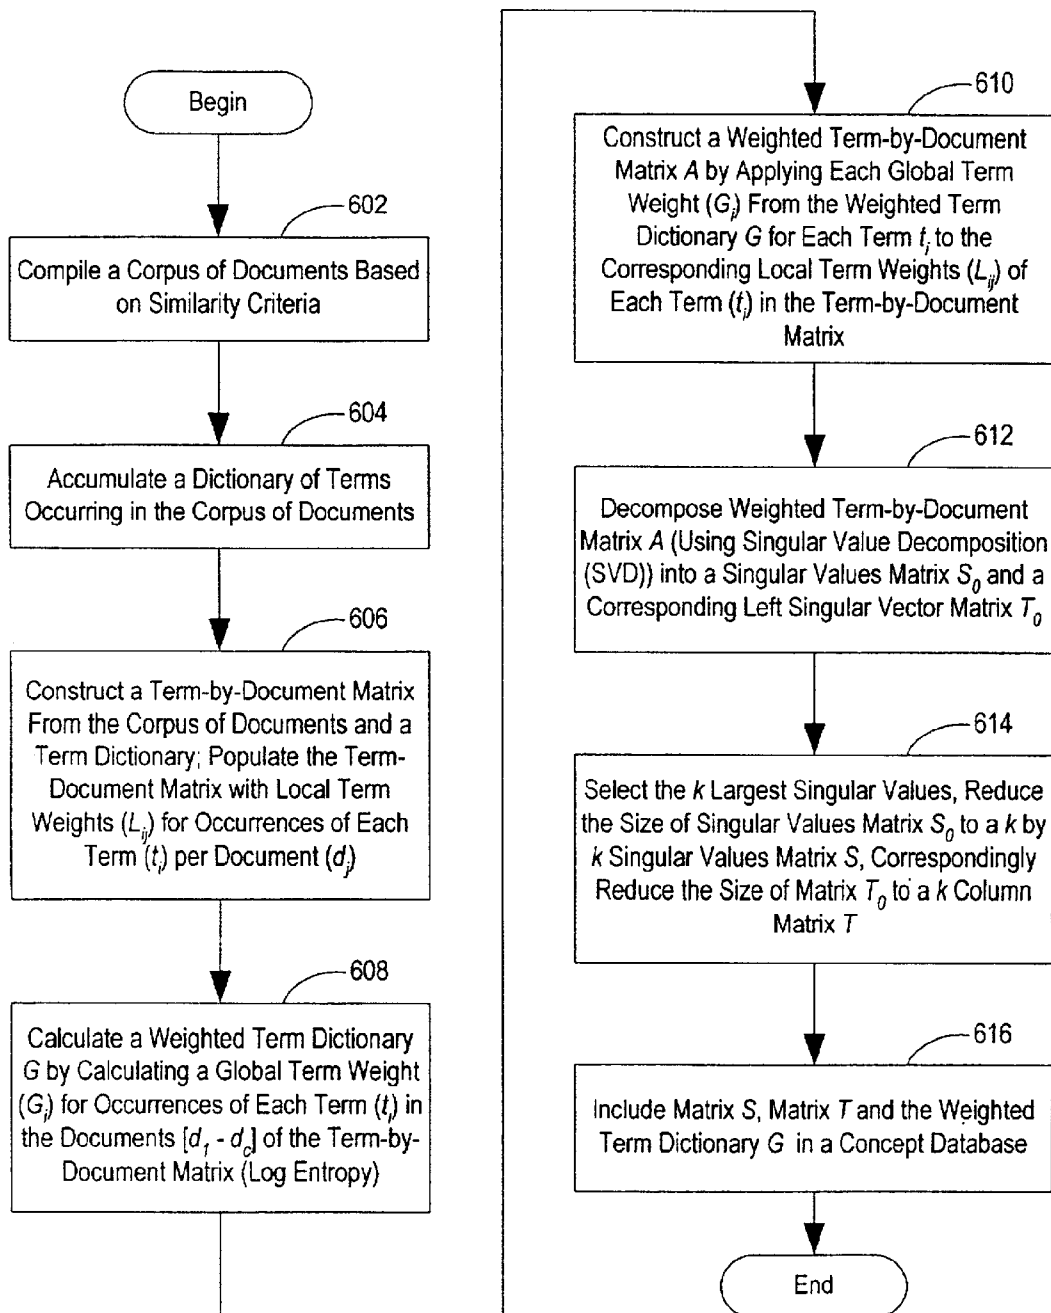 Begin
602
Compile a Corpus of Documents Based
on Similarity Criteria
604
Accumulate a Dictionary of Terms
Occurring in the Corpus of Documents
606
Construct a Term-by-Document Matrix
From the Corpus of Documents and a
Term Dictionary; Populate the Term-
Document Matrix with Local Term
Weights (Lij) for Occurrences of Each
Term (ti) per Document (dj)
608
Calculate a Weighted Term Dictionary
G by Calculating a Global Term Weight
(Gi) for Occurrences of Each Term (ti) in
the Documents [d1 - dc] of the Term-by-
Document Matrix (Log Entropy)
610
Construct a Weighted Term-by-Document
Matrix A by Applying Each Global Term
Weight (Gi) From the Weighted Term
Dictionary G for Each Term ti to the
Corresponding Local Term Weights (Lij) of
Each Term (ti) in the Term-by-Document
Matrix
612
Decompose Weighted Term-by-Document
Matrix A (Using Singular Value Decomposition
(SVD)) into a Singular Values Matrix S0 and a
Corresponding Left Singular Vector Matrix T0
614
Select the k Largest Singular Values, Reduce
the Size of Singular Values Matrix S0 to a k by
k Singular Values Matrix S, Correspondingly
Reduce the Size of Matrix T0 to a k Column
Matrix T
616
Include Matrix S, Matrix T and the Weighted
Term Dictionary G in a Concept Database
End